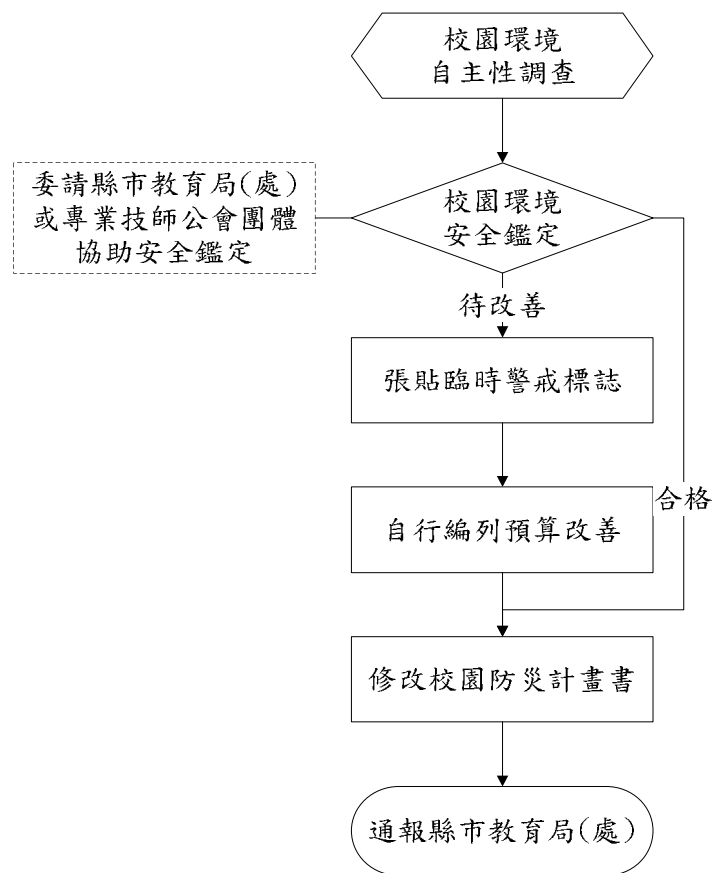 校園環境
自主性調查
委請縣市教育局(處)
或專業技師公會團體
協助安全鑑定
校園環境
安全鑑定
待改善
張貼臨時警戒標誌
合格
自行編列預算改善
修改校園防災計畫書
通報縣市教育局(處)